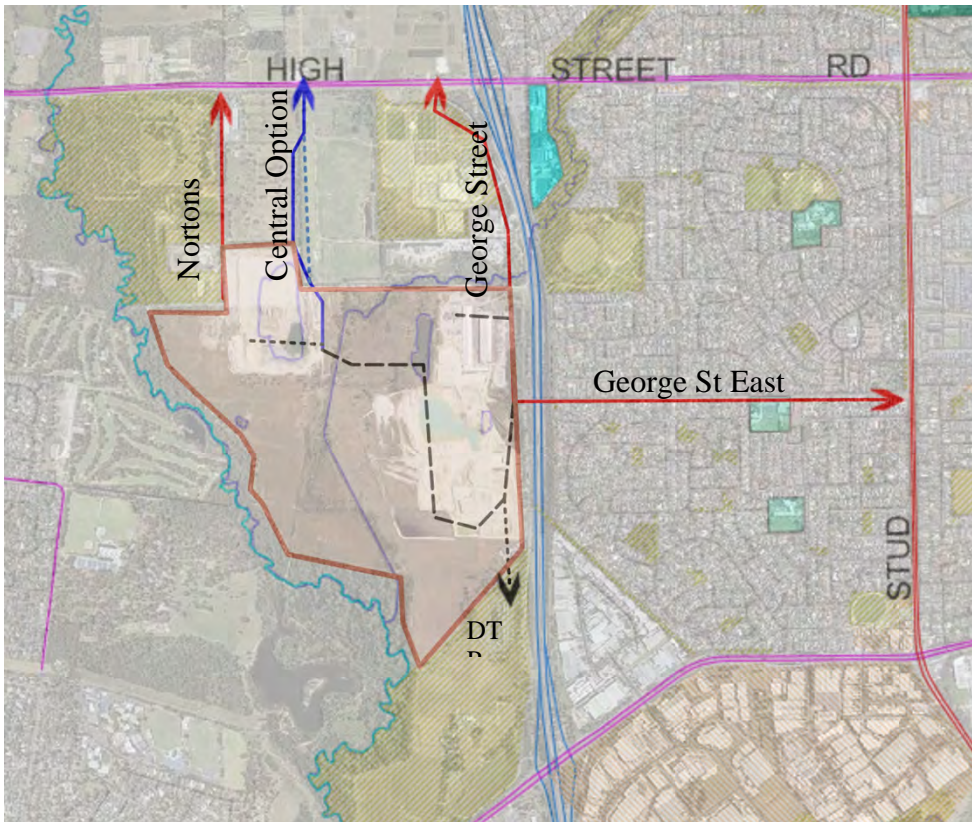 HIGH STREET RD
Nortons
Central Option
George Street
George St East
STUD
DT